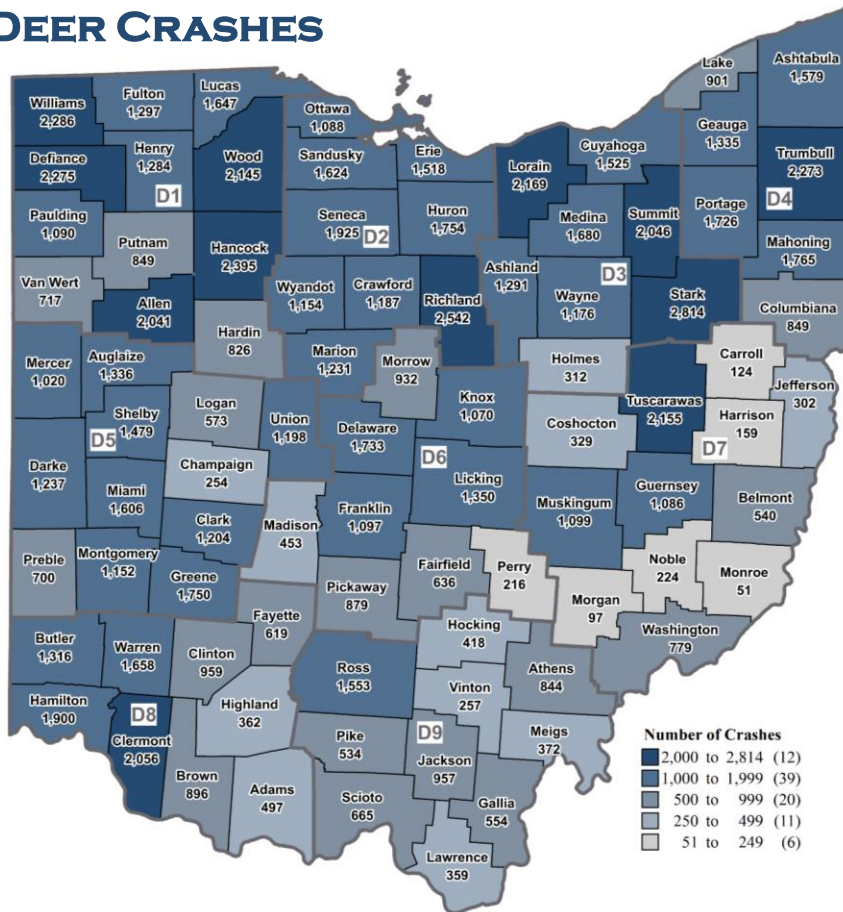 DEER CRASHES
Lake
901
Ashtabula
1,579
Williams
2,286
Fulton
1,297
Lucas
1,647
Ottawa
1,088
Geauga
1,335
Defiance
2,275
Henry
1,284
D1
Wood
2,145
Sandusky
1,624
Erie
1,518
Lorain
2,169
Cuyahoga
1,525
Trumbull
2,273
D4
Paulding
1,090
Putnam
849
Hancock
2,395
Seneca
1,925
D2
Huron
1,754
Medina
1,680
Summit
2,046
Portage
1,726
Mahoning
1,765
Van Wert
717
Allen
2,041
Wyandot
1,154
Crawford
1,187
Richland
2,542
Ashland
1,291
D3
Wayne
1,176
Stark
2,814
Columbiana
849
Hardin
826
Mercer
1,020
Auglaize
1,336
Marion
1,231
Morrow
932
Holmes
312
Carroll
124
Jefferson
302
Logan
573
Shelby
1,479
D5
Union
1,198
Delaware
1,733
Knox
1,070
Coshocton
329
Tuscarawas
2,155
Harrison
159
D7
Darke
1,237
Champaign
254
D6
Licking
1,350
Miami
1,606
Clark
1,204
Madison
453
Franklin
1,097
Muskingum
1,099
Guernsey
1,086
Belmont
540
Preble
700
Montgomery
1,152
Greene
1,750
Pickaway
879
Fairfield
636
Perry
216
Noble
224
Monroe
51
Morgan
97
Fayette
619
Butler
1,316
Warren
1,658
Clinton
959
Hocking
418
Washington
779
Ross
1,553
Athens
844
Hamilton
1,900
D8
Clermont
2,056
Highland
362
Vinton
257
Meigs
372
Pike
534
D9
Jackson
957
Brown
896
Adams
497
Scioto
665
Gallia
554
Lawrence
359
Number of Crashes
2,000 to 2,814 (12)
1,000 to 1,999 (39)
500 to 999 (20)
250 to 499 (11)
51 to 249 (6)